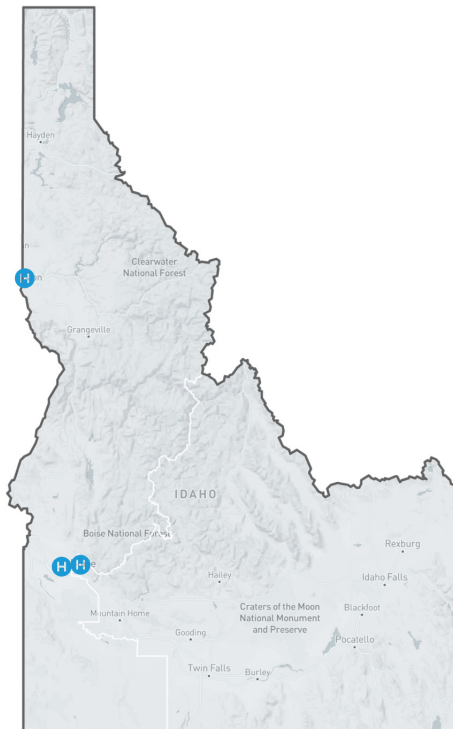 Hayden
n
Clearwater
National Forest
H
n
Grangeville
IDAHO
Boise National Forest
H
H
e
Rexburg
Hailey
Idaho Falls
Craters of the Moon
National Monument
and Preserve
Blackfoot
Mountain Home
Gooding
Pocatello
Twin Falls
Burley